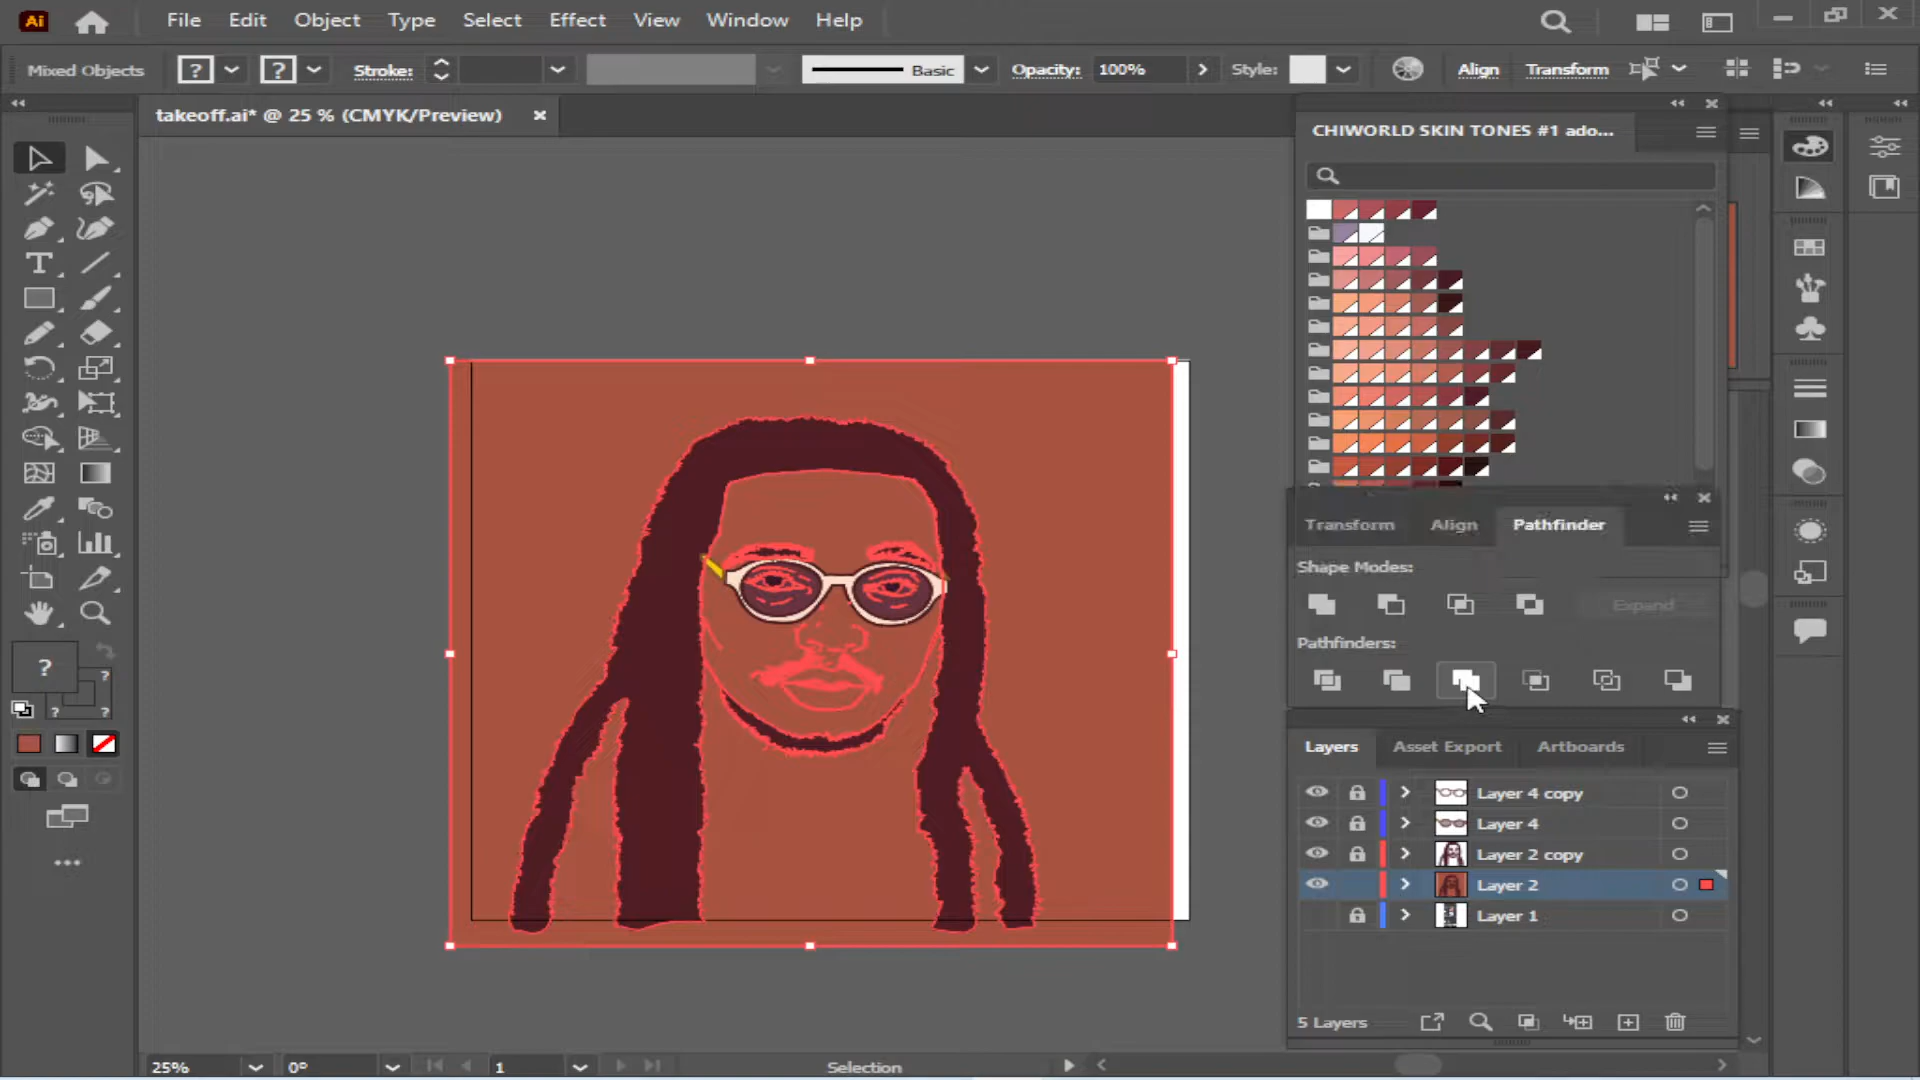 Ai File Edit Object Type Select Effect View Window Help
Mixed Objects ? ? Stroke: Basic Opacity: 100% Style: Align Transform
takeoff.ai* @ 25 % (CMYK/Preview)
CHIWORLD SKIN TONES #1 ado...
Transform Align Pathfinder
Shape Modes:
Expand
Pathfinders:
?
?
? ?
Layers Asset Export Artboards
Layer 4 copy
Layer 4
Layer 2 copy
Layer 2
Layer 1
5 Layers
25% 0° 1 Selection